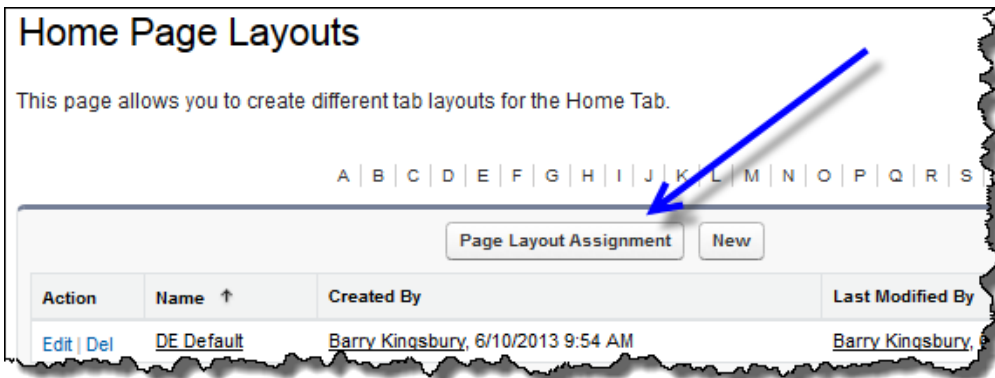 Home Page Layouts
This page allows you to create different tab layouts for the Home Tab.
A | B | C | D | E | F | G | H | I | J | K | L | M | N | O | P | Q | R | S
Page Layout Assignment New
Action Name ↑ Created By Last Modified By
Edit | Del DE Default Barry Kingsbury, 6/10/2013 9:54 AM Barry Kingsbury,